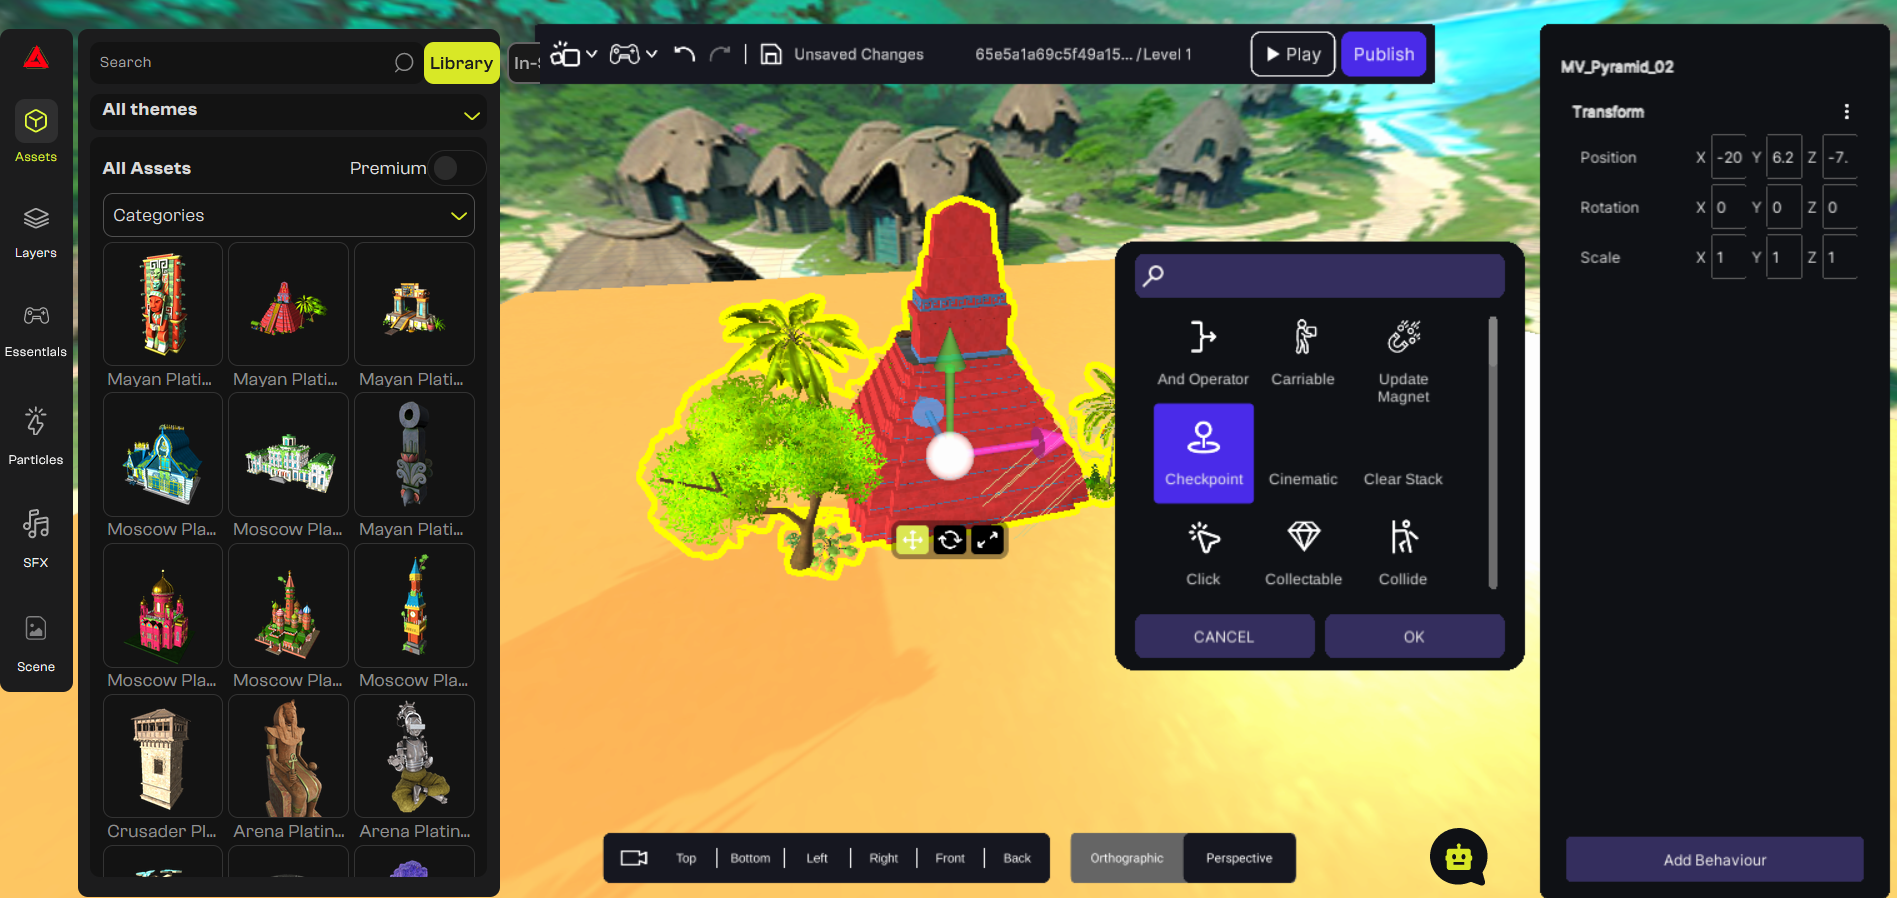 Search
Library
In-S
Unsaved Changes
65e5a1a69c5f49a15... / Level 1
Play
Publish
Assets
Layers
Essentials
Particles
SFX
Scene
All themes
All Assets
Premium
Categories
Mayan Plati...
Mayan Plati...
Mayan Plati...
Moscow Pla...
Moscow Pla...
Mayan Plati...
Moscow Pla...
Moscow Pla...
Moscow Pla...
Crusader Pl...
Arena Platin...
Arena Platin...
And Operator
Carriable
Update
Magnet
Checkpoint
Cinematic
Clear Stack
Click
Collectable
Collide
CANCEL
OK
Top
Bottom
Left
Right
Front
Back
Orthographic
Perspective
MV_Pyramid_02
Transform
Position X -20 Y 6.2 Z -7.
Rotation X 0 Y 0 Z 0
Scale X 1 Y 1 Z 1
Add Behaviour